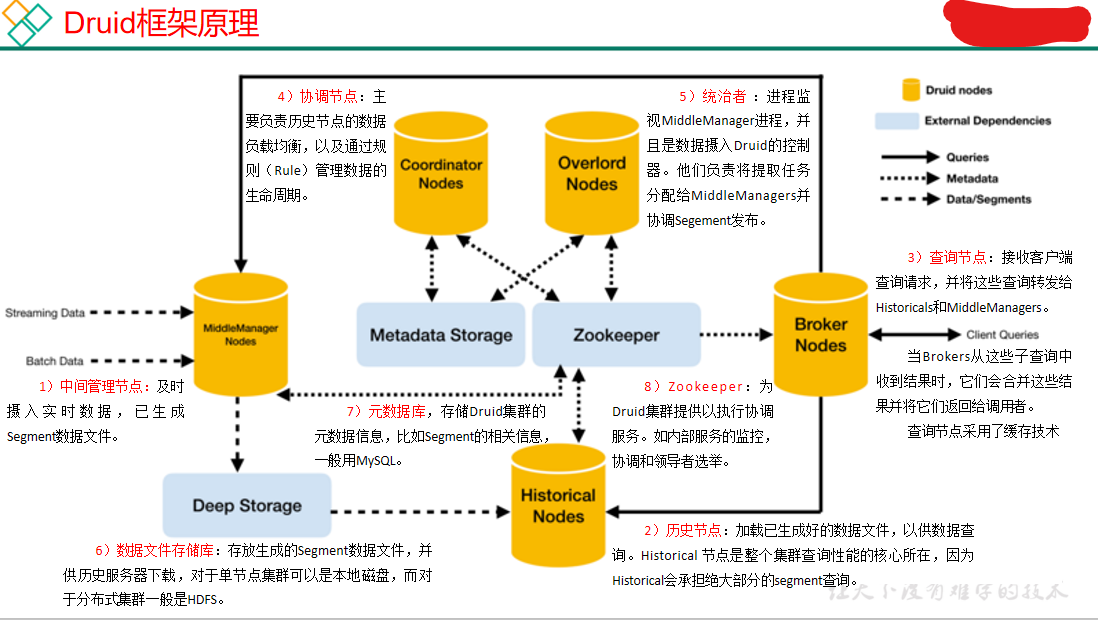 Druid框架原理
4）协调节点：主
要负责历史节点的数据
负载均衡，以及通过规
则（Rule）管理数据的
生命周期。
Coordinator
Nodes
Overlord
Nodes
5）统治者：进程监
视MiddleManager进程，并
且是数据摄入Druid的控制
器。他们负责将提取任务
分配给MiddleManagers并
协调Segement发布。
Druid nodes
External Dependencies
Queries
Metadata
Data/Segments
Streaming Data
Batch Data
MiddleManager
Nodes
Metadata Storage
Zookeeper
Broker
Nodes
3）查询节点：接收客户端
查询请求，并将这些查询转发给
Historicals和MiddleManagers。
Client Queries
当Brokers从这些子查询中
收到结果时，它们会合并这些结
果并将它们返回给调用者。
查询节点采用了缓存技术
1）中间管理节点：及时
摄入实时数据，已生成
Segment数据文件。
7）元数据库，存储Druid集群的
元数据信息，比如Segment的相关信息，
一般用MySQL。
8）Zookeeper：为
Druid集群提供以执行协调
服务。如内部服务的监控，
协调和领导者选举。
Deep Storage
Historical
Nodes
6）数据文件存储库：存放生成的Segment数据文件，并
供历史服务器下载，对于单节点集群可以是本地磁盘，而对
于分布式集群一般是HDFS。
2）历史节点：加载已生成好的数据文件，以供数据查
询。Historical 节点是整个集群查询性能的核心所在，因为
Historical会承担绝大部分的segment查询。
让天下没有难学的技术